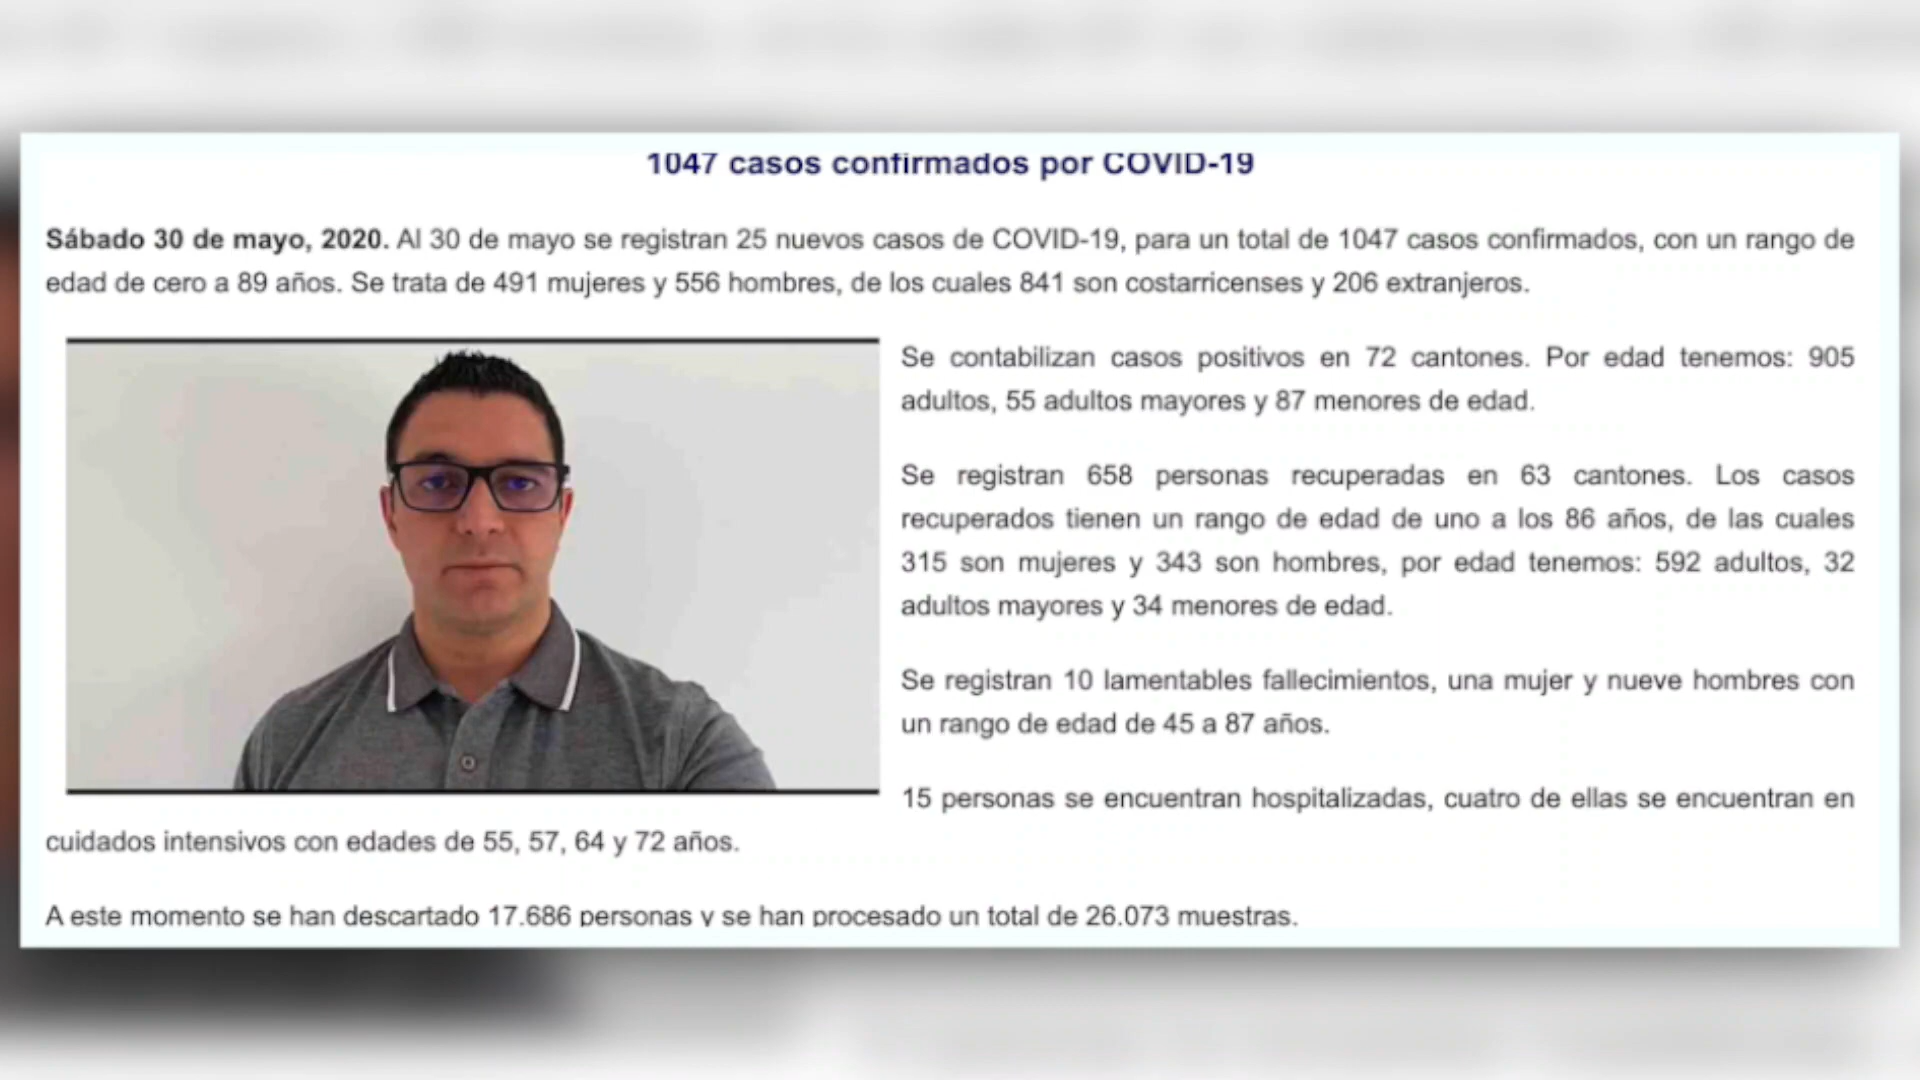 1047 casos confirmados por COVID-19
Sábado 30 de mayo, 2020. Al 30 de mayo se registran 25 nuevos casos de COVID-19, para un total de 1047 casos confirmados, con un rango de
edad de cero a 89 años. Se trata de 491 mujeres y 556 hombres, de los cuales 841 son costarricenses y 206 extranjeros.
Se contabilizan casos positivos en 72 cantones. Por edad tenemos: 905
adultos, 55 adultos mayores y 87 menores de edad.
Se registran 658 personas recuperadas en 63 cantones. Los casos
recuperados tienen un rango de edad de uno a los 86 años, de las cuales
315 son mujeres y 343 son hombres, por edad tenemos: 592 adultos, 32
adultos mayores y 34 menores de edad.
Se registran 10 lamentables fallecimientos, una mujer y nueve hombres con
un rango de edad de 45 a 87 años.
15 personas se encuentran hospitalizadas, cuatro de ellas se encuentran en
cuidados intensivos con edades de 55, 57, 64 y 72 años.
A este momento se han descartado 17.686 personas y se han procesado un total de 26.073 muestras.